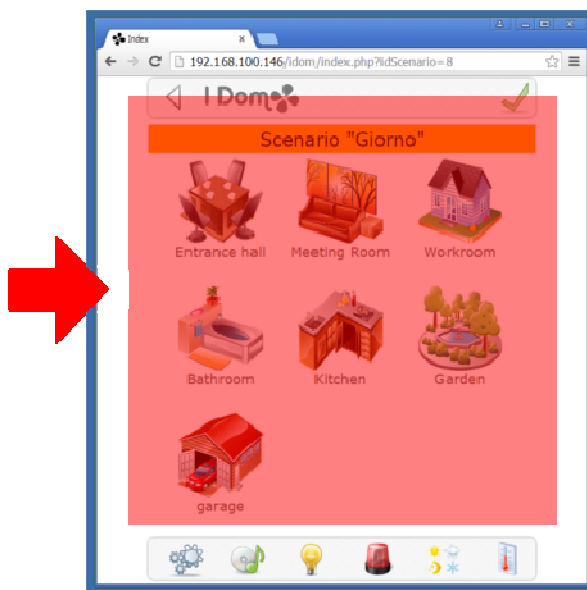 Index
192.168.100.146/idom/index.php?idScenario=8
I Dom
Scenario "Giorno"
Entrance hall Meeting Room Workroom
Bathroom Kitchen Garden
garage